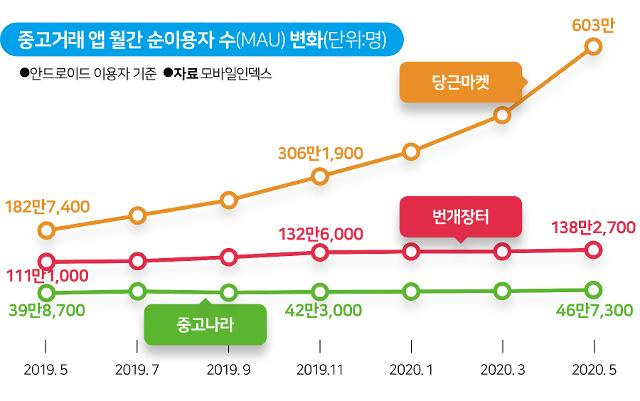 중고거래 앱 월간 순이용자 수(MAU) 변화(단위:명)
●안드로이드 이용자 기준 ●자료 모바일인덱스
603만
당근마켓
306만1,900
182만7,400
번개장터
138만2,700
132만6,000
111만1,000
39만8,700
중고나라
42만3,000
46만7,300
2019. 5
2019. 7
2019. 9
2019.11
2020. 1
2020. 3
2020. 5